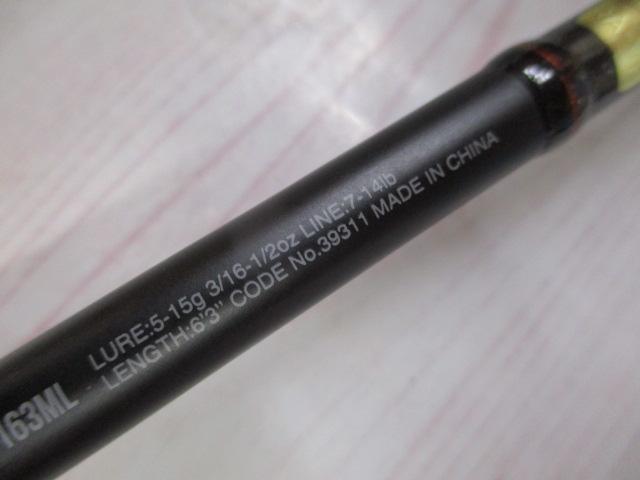 163ML
LURE:5-15g 3/16-1/2oz LINE:7-14lb
LENGTH:6'3" CODE No.39311 MADE IN CHINA